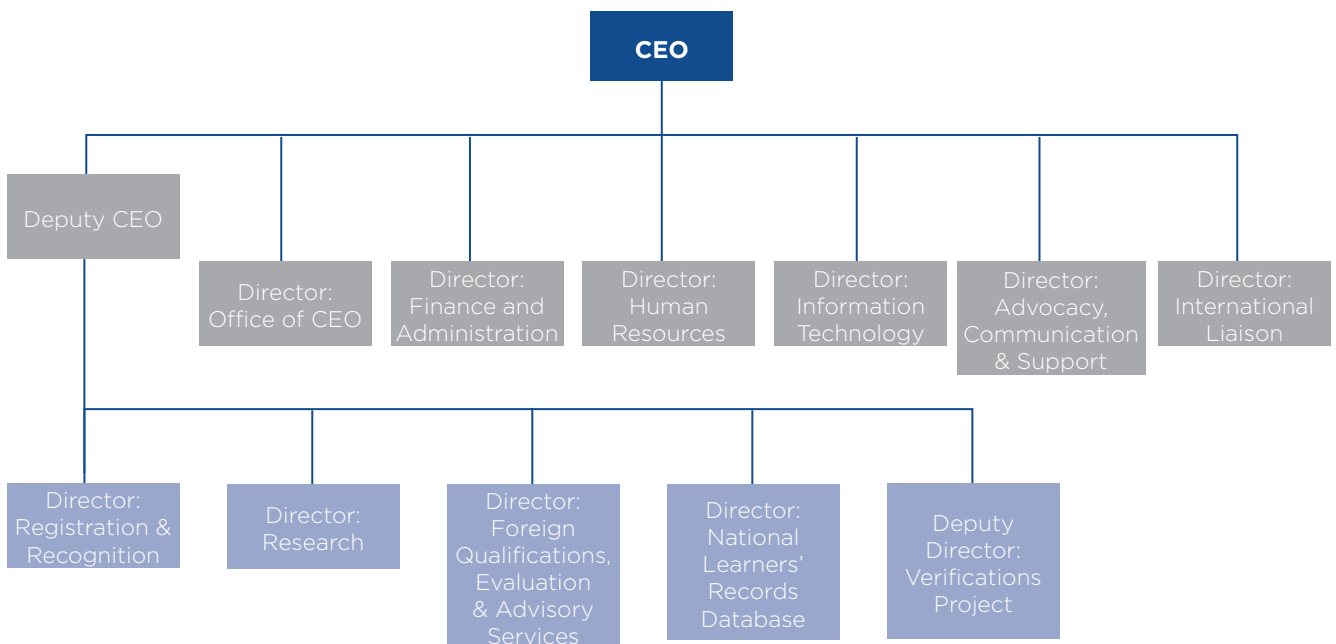 CEO
Deputy CEO
Director:
Office of CEO
Director:
Finance and
Administration
Director:
Human
Resources
Director:
Information
Technology
Director:
Advocacy,
Communication
& Support
Director:
International
Liaison
Director:
Registration &
Recognition
Director:
Research
Director:
Foreign
Qualifications,
Evaluation
& Advisory
Services
Director:
National
Learners’
Records
Database
Deputy
Director:
Verifications
Project